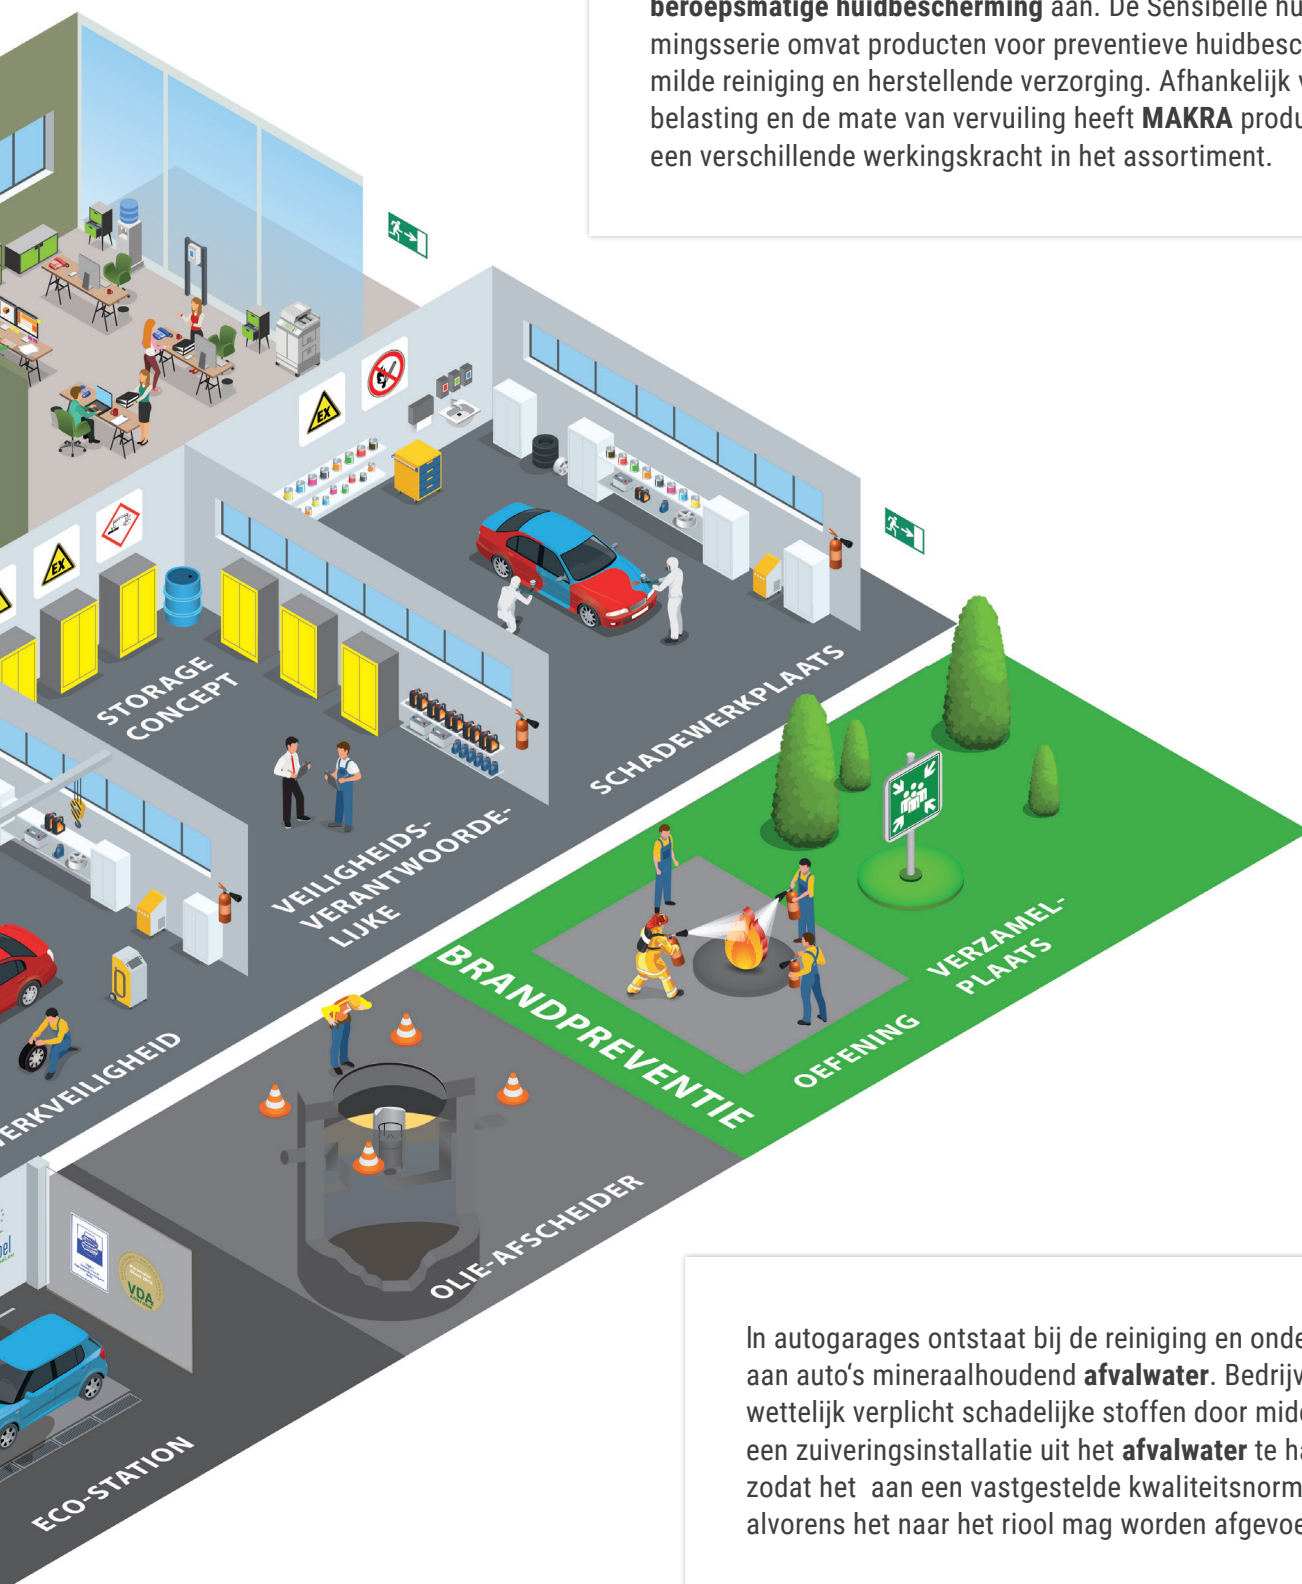 beroepsmatige huidbescherming aan. De Sensibelle hu
mingsserie omvat producten voor preventieve huidbesc
milde reiniging en herstellende verzorging. Afhankelijk v
belasting en de mate van vervuiling heeft MAKRA produ
een verschillende werkingskracht in het assortiment.
EX
EX
STORAGE
CONCEPT
SCHADEWERKPLAATS
VEILIGHEIDS-
VERANTWOORDE-
LIJKE
VERZAMEL-
PLAATS
BRANDPREVENTIE
OEFENING
ERKVEILIGHEID
OLIE-AFSCHEIDER
VDA
ECO-STATION
In autogarages ontstaat bij de reiniging en onde
aan auto‘s mineraalhoudend afvalwater. Bedrijv
wettelijk verplicht schadelijke stoffen door midd
een zuiveringsinstallatie uit het afvalwater te ha
zodat het  aan een vastgestelde kwaliteitsnorm
alvorens het naar het riool mag worden afgevoe